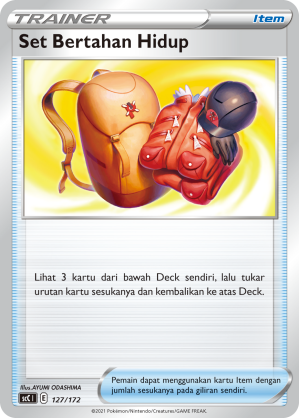 TRAINER
Item
Set Bertahan Hidup
Lihat 3 kartu dari bawah Deck sendiri, lalu tukar
urutan kartu sesukanya dan kembalikan ke atas Deck.
Illus. AYUMI ODASHIMA
scC I E 127/172
Pemain dapat menggunakan kartu Item dengan
jumlah sesukanya pada giliran sendiri.
©2021 Pokémon/Nintendo/Creatures/GAME FREAK.